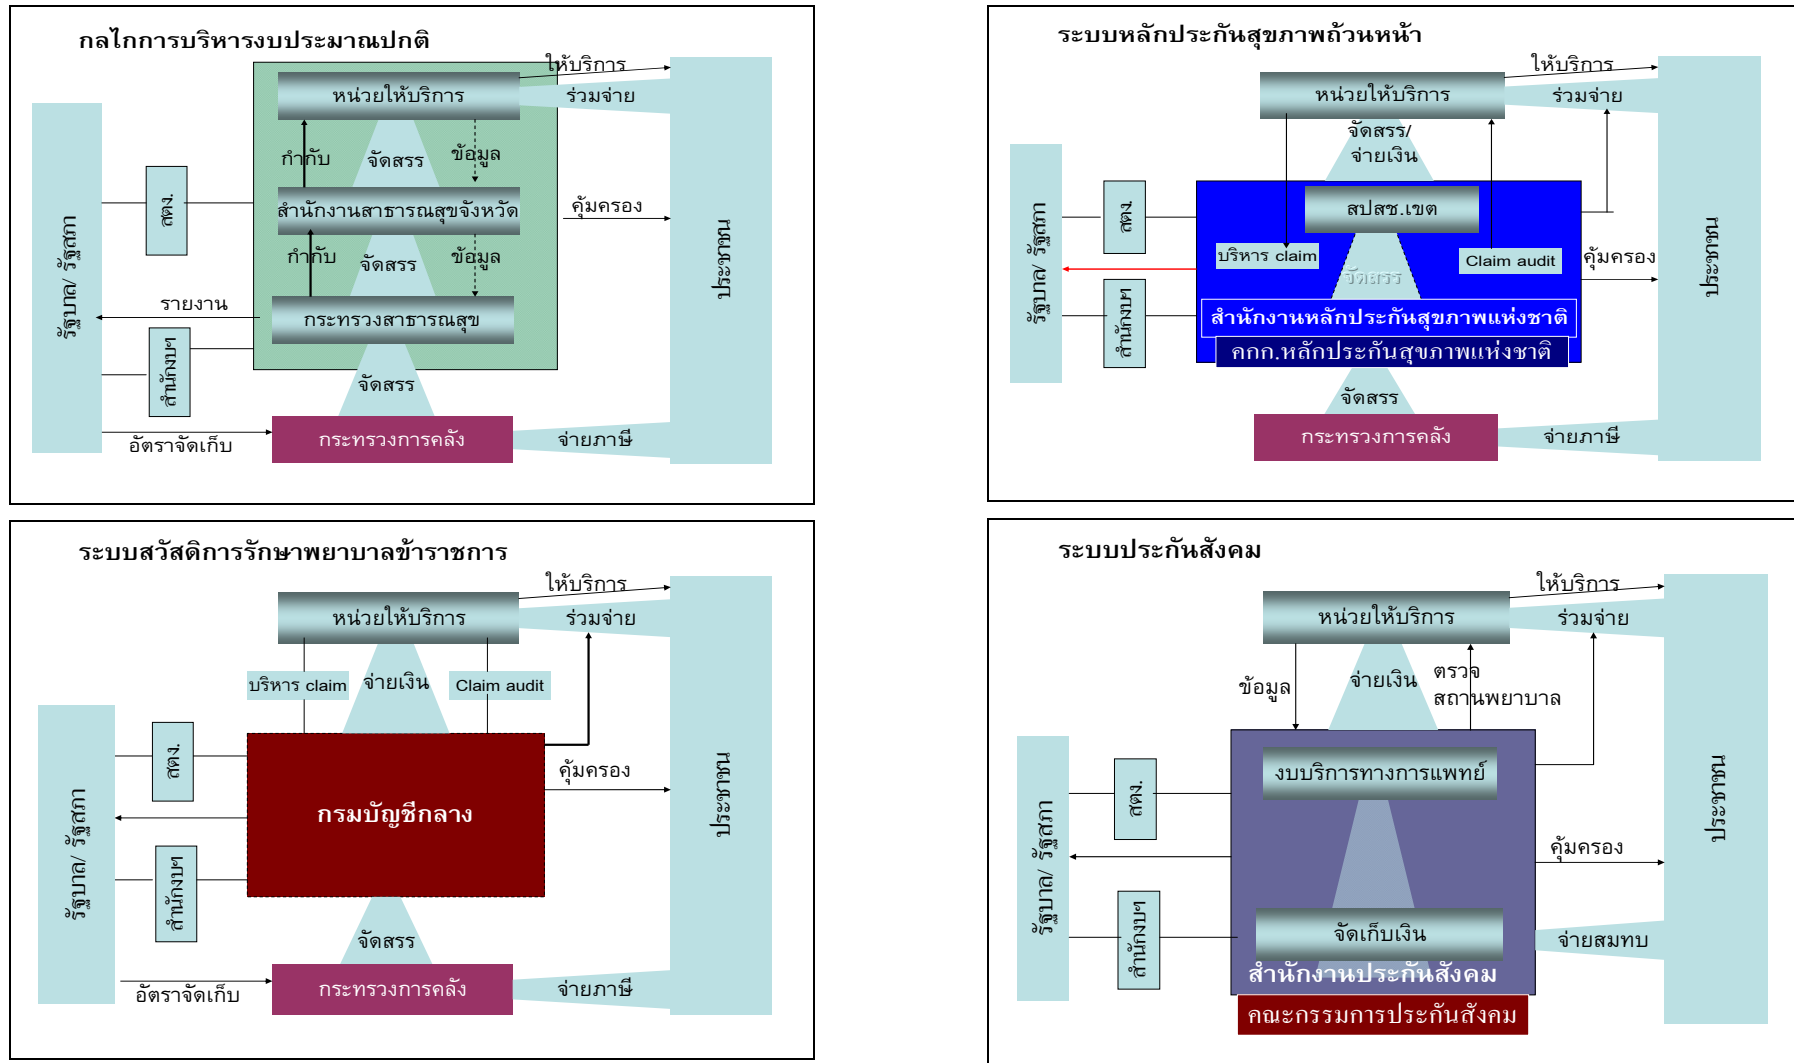 กลไกการบริหารงบประมาณปกติ
ให้บริการ
หน่วยให้บริการ
ร่วมจ่าย
กำกับ
จัดสรร
ข้อมูล
สตง.
สำนักงานสาธารณสุขจังหวัด
คุ้มครอง
รัฐบาล/ รัฐสภา
ประชาชน
กำกับ
จัดสรร
ข้อมูล
รายงาน
กระทรวงสาธารณสุข
สำนักงบฯ
จัดสรร
อัตราจัดเก็บ
กระทรวงการคลัง
จ่ายภาษี
ระบบหลักประกันสุขภาพถ้วนหน้า
ให้บริการ
หน่วยให้บริการ
ร่วมจ่าย
จัดสรร/
จ่ายเงิน
สตง.
สปสช.เขต
รัฐบาล/ รัฐสภา
ประชาชน
บริหาร claim
Claim audit
คุ้มครอง
จัดสรร
สำนักงบฯ
สำนักงานหลักประกันสุขภาพแห่งชาติ
คกก.หลักประกันสุขภาพแห่งชาติ
จัดสรร
กระทรวงการคลัง
จ่ายภาษี
ระบบสวัสดิการรักษาพยาบาลข้าราชการ
ให้บริการ
หน่วยให้บริการ
ร่วมจ่าย
บริหาร claim
จ่ายเงิน
Claim audit
สตง.
คุ้มครอง
กรมบัญชีกลาง
รัฐบาล/ รัฐสภา
ประชาชน
สำนักงบฯ
จัดสรร
อัตราจัดเก็บ
กระทรวงการคลัง
จ่ายภาษี
ระบบประกันสังคม
ให้บริการ
หน่วยให้บริการ
ร่วมจ่าย
ข้อมูล
จ่ายเงิน
ตรวจ
สถานพยาบาล
งบบริการทางการแพทย์
สตง.
รัฐบาล/ รัฐสภา
ประชาชน
คุ้มครอง
สำนักงบฯ
จัดเก็บเงิน
จ่ายสมทบ
สำนักงานประกันสังคม
คณะกรรมการประกันสังคม